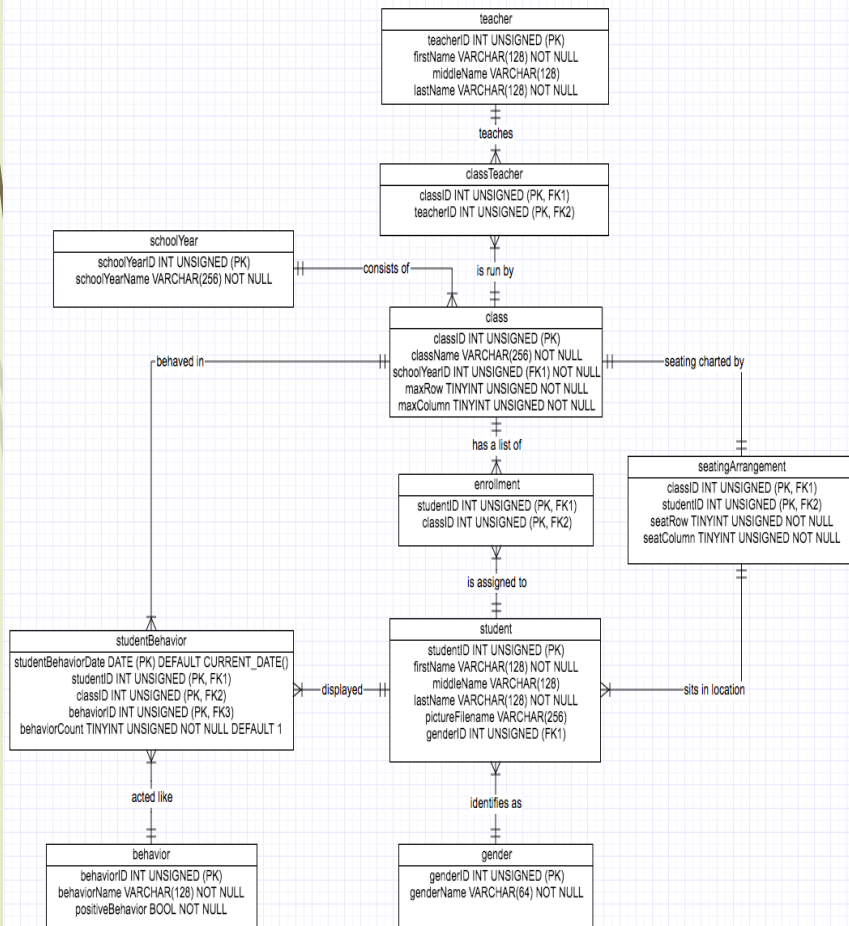 teacher
teacherID INT UNSIGNED (PK)
firstName VARCHAR(128) NOT NULL
middleName VARCHAR(128)
lastName VARCHAR(128) NOT NULL
teaches
classTeacher
classID INT UNSIGNED (PK, FK1)
teacherID INT UNSIGNED (PK, FK2)
schoolYear
schoolYearID INT UNSIGNED (PK)
schoolYearName VARCHAR(256) NOT NULL
consists of
is run by
class
classID INT UNSIGNED (PK)
className VARCHAR(256) NOT NULL
schoolYearID INT UNSIGNED (FK1) NOT NULL
maxRow TINYINT UNSIGNED NOT NULL
maxColumn TINYINT UNSIGNED NOT NULL
behaved in
seating charted by
has a list of
enrollment
studentID INT UNSIGNED (PK, FK1)
classID INT UNSIGNED (PK, FK2)
seatingArrangement
classID INT UNSIGNED (PK, FK1)
studentID INT UNSIGNED (PK, FK2)
seatRow TINYINT UNSIGNED NOT NULL
seatColumn TINYINT UNSIGNED NOT NULL
is assigned to
studentBehavior
studentBehaviorDate DATE (PK) DEFAULT CURRENT_DATE()
studentID INT UNSIGNED (PK, FK1)
classID INT UNSIGNED (PK, FK2)
behaviorID INT UNSIGNED (PK, FK3)
behaviorCount TINYINT UNSIGNED NOT NULL DEFAULT 1
displayed
student
studentID INT UNSIGNED (PK)
firstName VARCHAR(128) NOT NULL
middleName VARCHAR(128)
lastName VARCHAR(128) NOT NULL
pictureFilename VARCHAR(256)
genderID INT UNSIGNED (FK1)
sits in location
acted like
identifies as
behavior
behaviorID INT UNSIGNED (PK)
behaviorName VARCHAR(128) NOT NULL
positiveBehavior BOOL NOT NULL
gender
genderID INT UNSIGNED (PK)
genderName VARCHAR(64) NOT NULL